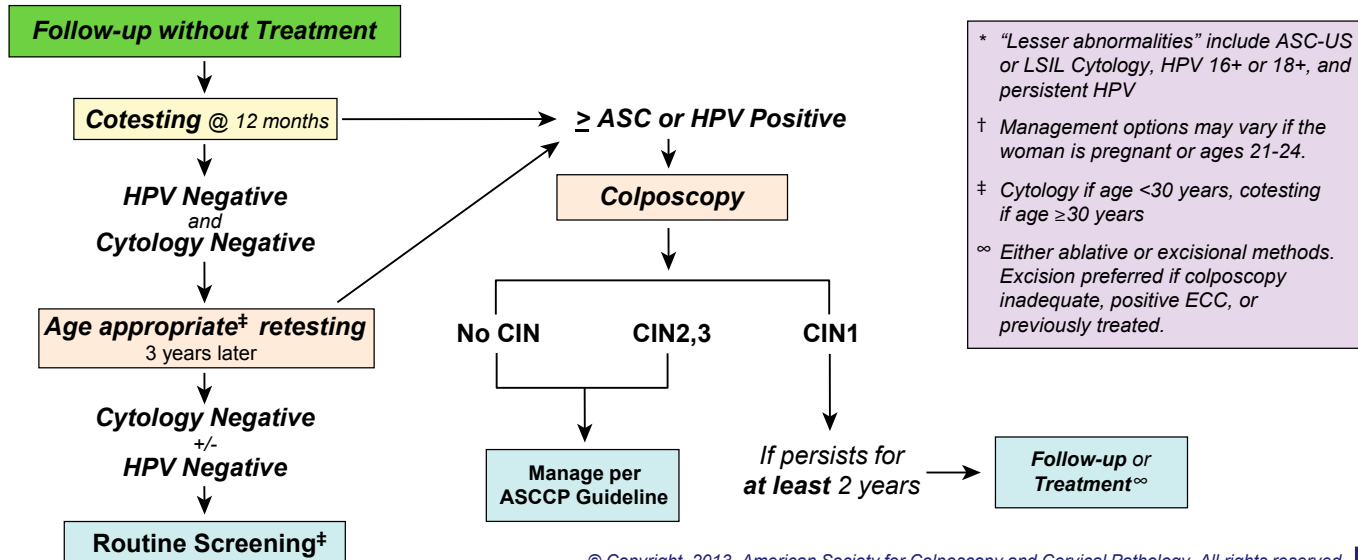 Follow-up without Treatment
Cotesting @ 12 months
HPV Negative
and
Cytology Negative
Age appropriate‡ retesting
3 years later
Cytology Negative
+/-
HPV Negative
Routine Screening‡
≥ ASC or HPV Positive
Colposcopy
No CIN
CIN2,3
CIN1
Manage per
ASCCP Guideline
If persists for
at least 2 years
Follow-up or
Treatment∞
* “Lesser abnormalities” include ASC-US
or LSIL Cytology, HPV 16+ or 18+, and
persistent HPV
† Management options may vary if the
woman is pregnant or ages 21-24.
‡ Cytology if age <30 years, cotesting
if age ≥30 years
∞ Either ablative or excisional methods.
Excision preferred if colposcopy
inadequate, positive ECC, or
previously treated.
© Copyright, 2013, American Society for Colposcopy and Cervical Pathology. All rights reserved.